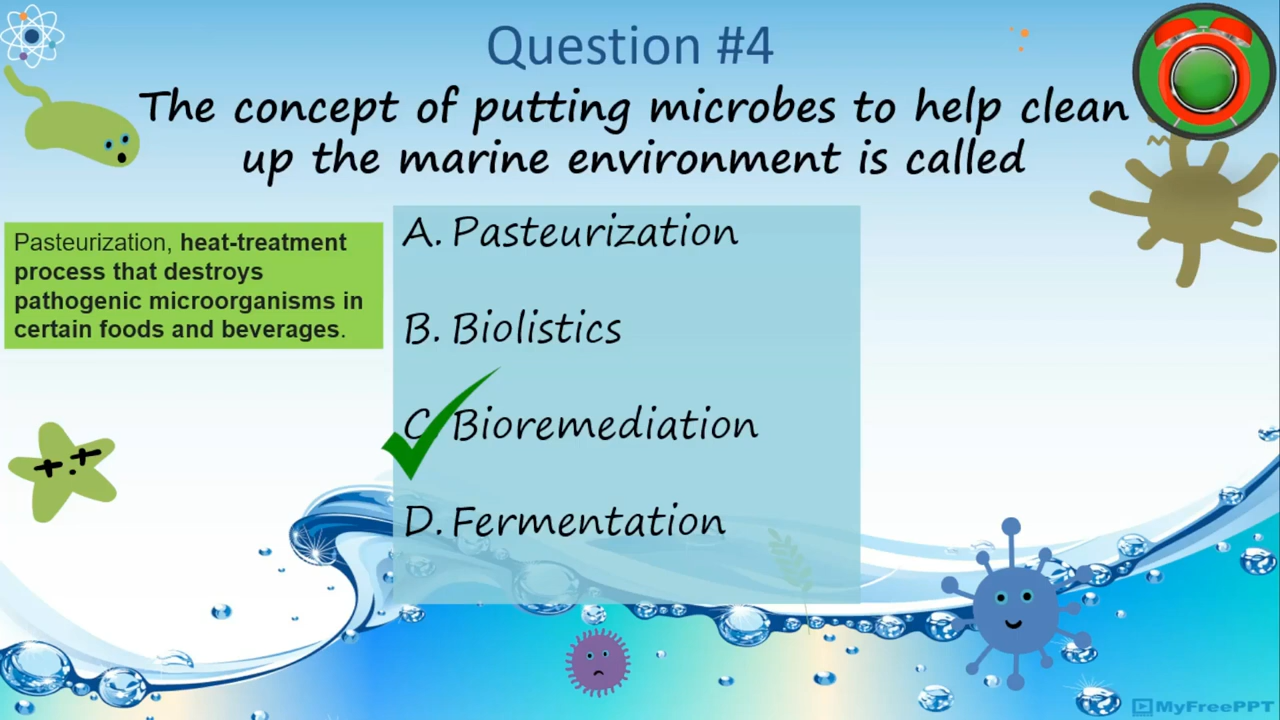 Question #4
The concept of putting microbes to help clean
up the marine environment is called
Pasteurization, heat-treatment
process that destroys
pathogenic microorganisms in
certain foods and beverages.
A. Pasteurization
B. Biolistics
C. Bioremediation
D. Fermentation
MyFreePPT